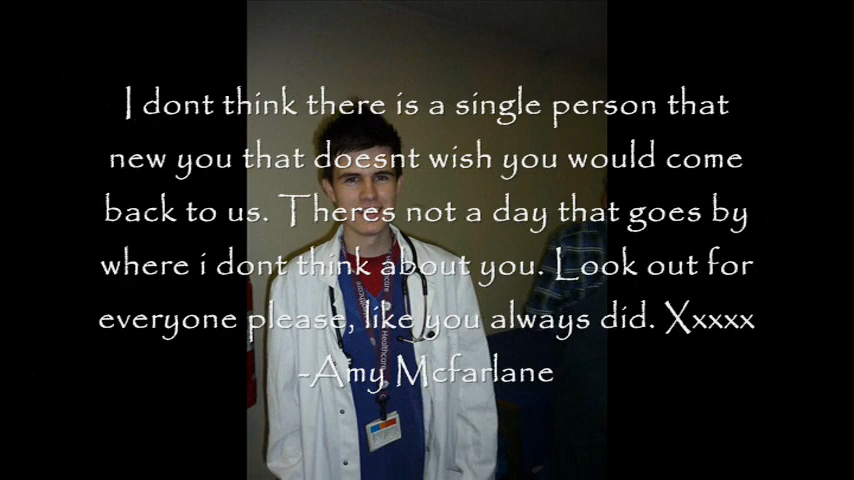 I dont think there is a single person that
new you that doesnt wish you would come
back to us. Theres not a day that goes by
where i dont think about you. Look out for
everyone please, like you always did. Xxxxx
-Amy Mcfarlane
Healthcare